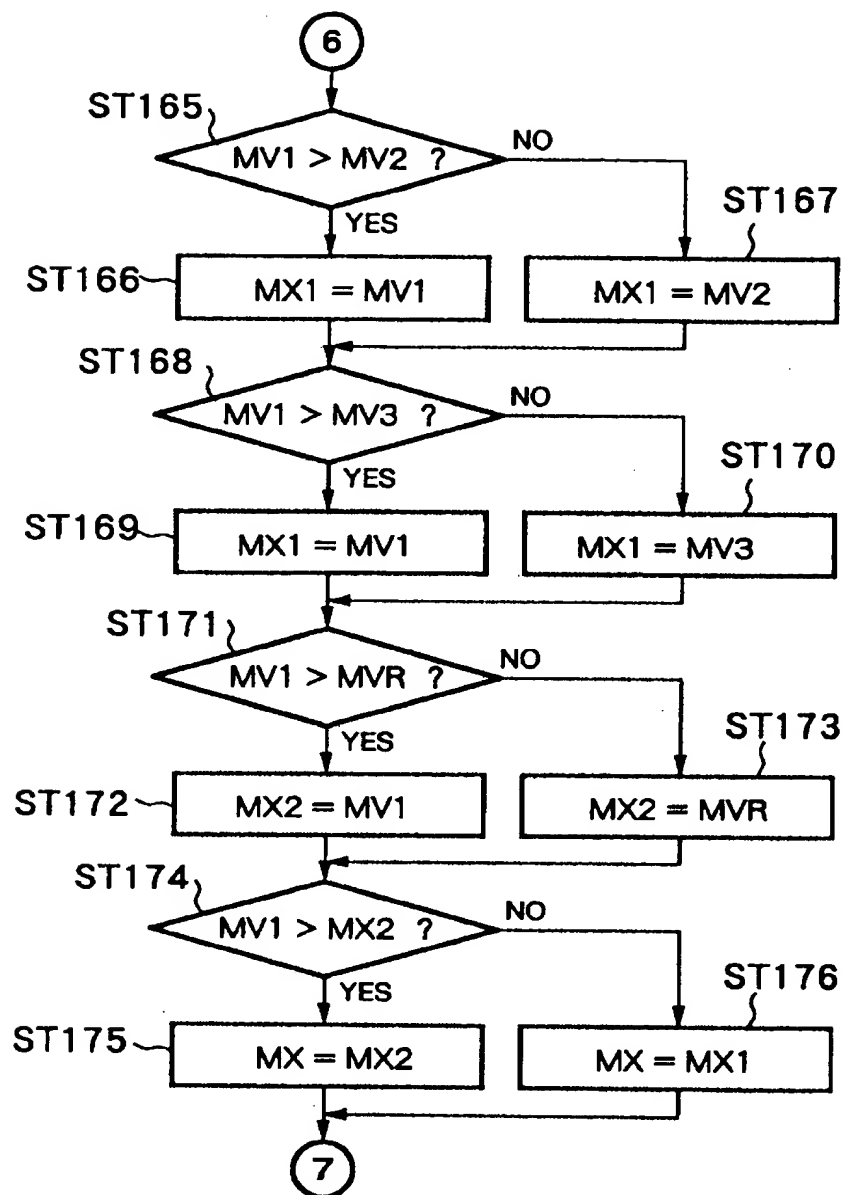 6
ST165
MV1 > MV2 ?
NO
YES
ST167
ST166
MX1 = MV1
MX1 = MV2
ST168
MV1 > MV3 ?
NO
YES
ST170
ST169
MX1 = MV1
MX1 = MV3
ST171
MV1 > MVR ?
NO
YES
ST173
ST172
MX2 = MV1
MX2 = MVR
ST174
MV1 > MX2 ?
NO
YES
ST176
ST175
MX = MX2
MX = MX1
7